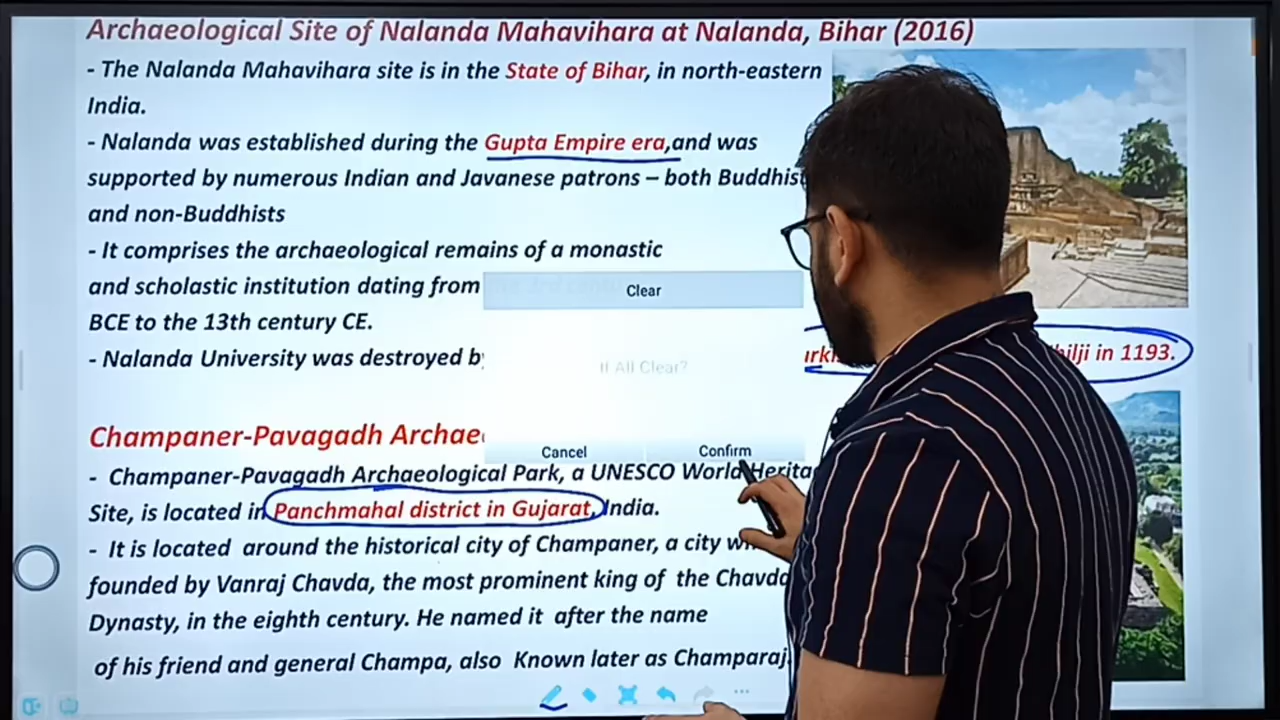 Archaeological Site of Nalanda Mahavihara at Nalanda, Bihar (2016)
- The Nalanda Mahavihara site is in the State of Bihar, in north-eastern
India.
- Nalanda was established during the Gupta Empire era,and was
supported by numerous Indian and Javanese patrons – both Buddhist
and non-Buddhists
- It comprises the archaeological remains of a monastic
and scholastic institution dating from
Clear
BCE to the 13th century CE.
- Nalanda University was destroyed in 1193.
All Clear?
Cancel Confirm
Champaner-Pavagadh
- Champaner-Pavagadh Archaeological Park, a UNESCO World
Site, is located in Panchmahal district in Gujarat, India.
- It is located around the historical city of Champaner, a city
founded by Vanraj Chavda, the most prominent king of the Chavda
Dynasty, in the eighth century. He named it after the name
of his friend and general Champa, also Known later as Champaraj.